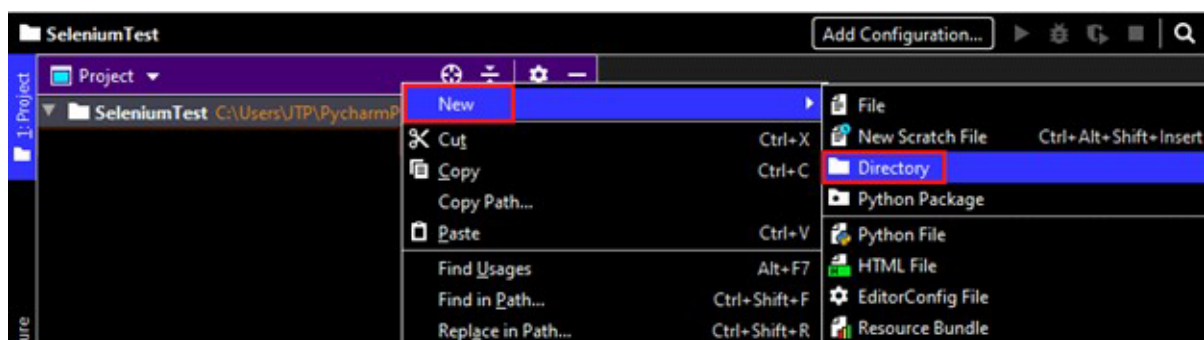 SeleniumTest Add Configuration...
1: Project
Project
SeleniumTest C:\Users\JTP\PycharmP
New
Cut Ctrl+X
Copy Ctrl+C
Copy Path...
Paste Ctrl+V
Find Usages Alt+F7
Find in Path... Ctrl+Shift+F
Replace in Path... Ctrl+Shift+R
File
New Scratch File Ctrl+Alt+Shift+Insert
Directory
Python Package
Python File
HTML File
EditorConfig File
Resource Bundle
ure